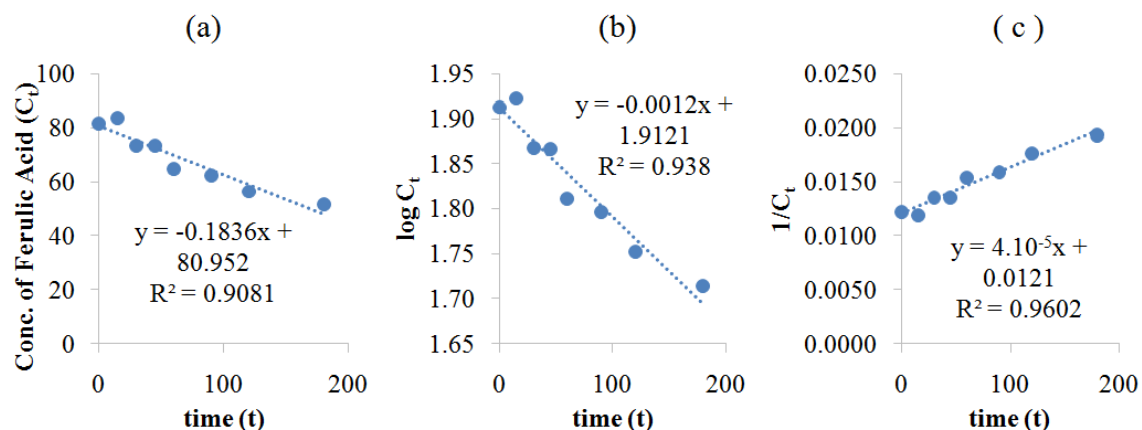 (a)
Conc. of Ferulic Acid (Cₜ)
100
80
60
40
20
0
y = -0.1836x +
80.952
R² = 0.9081
0
100
200
time (t)
(b)
log Cₜ
1.95
1.90
1.85
1.80
1.75
1.70
1.65
y = -0.0012x +
1.9121
R² = 0.938
0
100
200
time (t)
( c )
1/Cₜ
0.0250
0.0200
0.0150
0.0100
0.0050
0.0000
y = 4.10⁻⁵x +
0.0121
R² = 0.9602
0
100
200
time (t)